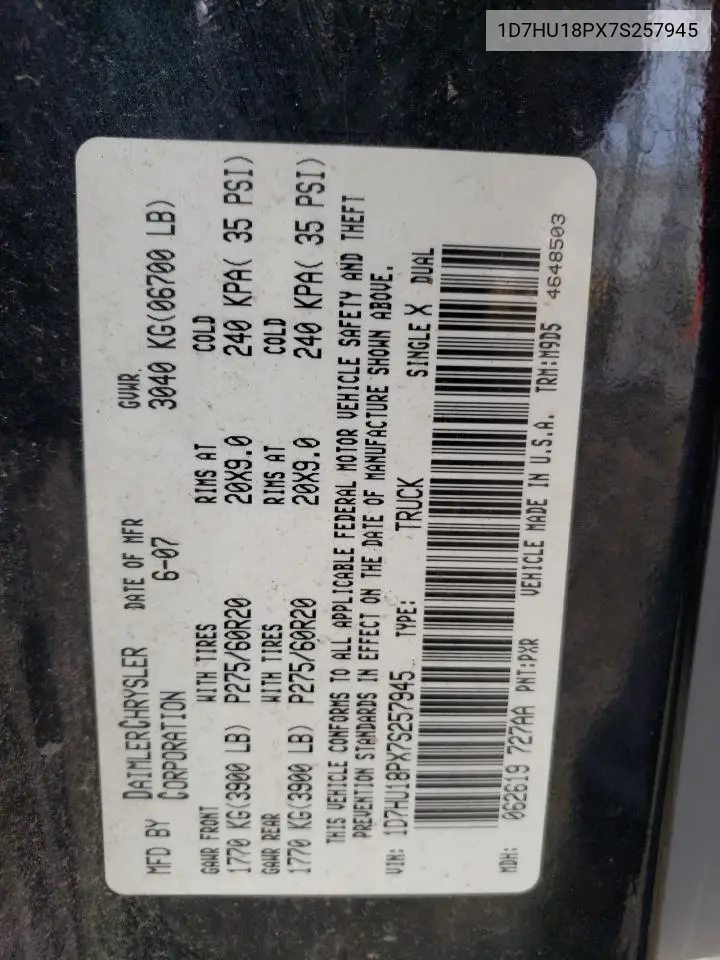 1D7HU18PX7S257945
MFD BY DAIMLERCHRYSLER CORPORATION
DATE OF MFR 6-07
GVWR 3040 KG(06700 LB)
GAWR FRONT WITH TIRES RIMS AT COLD
1770 KG(3900 LB) P275/60R20 20X9.0 240 KPA( 35 PSI)
GAWR REAR WITH TIRES RIMS AT COLD
1770 KG(3900 LB) P275/60R20 20X9.0 240 KPA( 35 PSI)
THIS VEHICLE CONFORMS TO ALL APPLICABLE FEDERAL MOTOR VEHICLE SAFETY AND THEFT
PREVENTION STANDARDS IN EFFECT ON THE DATE OF MANUFACTURE SHOWN ABOVE.
VIN: 1D7HU18PX7S257945 TYPE: TRUCK SINGLE X DUAL
MDH: 062619 727AA PNT:PXR VEHICLE MADE IN U.S.A. TRM:M9D5 4648503